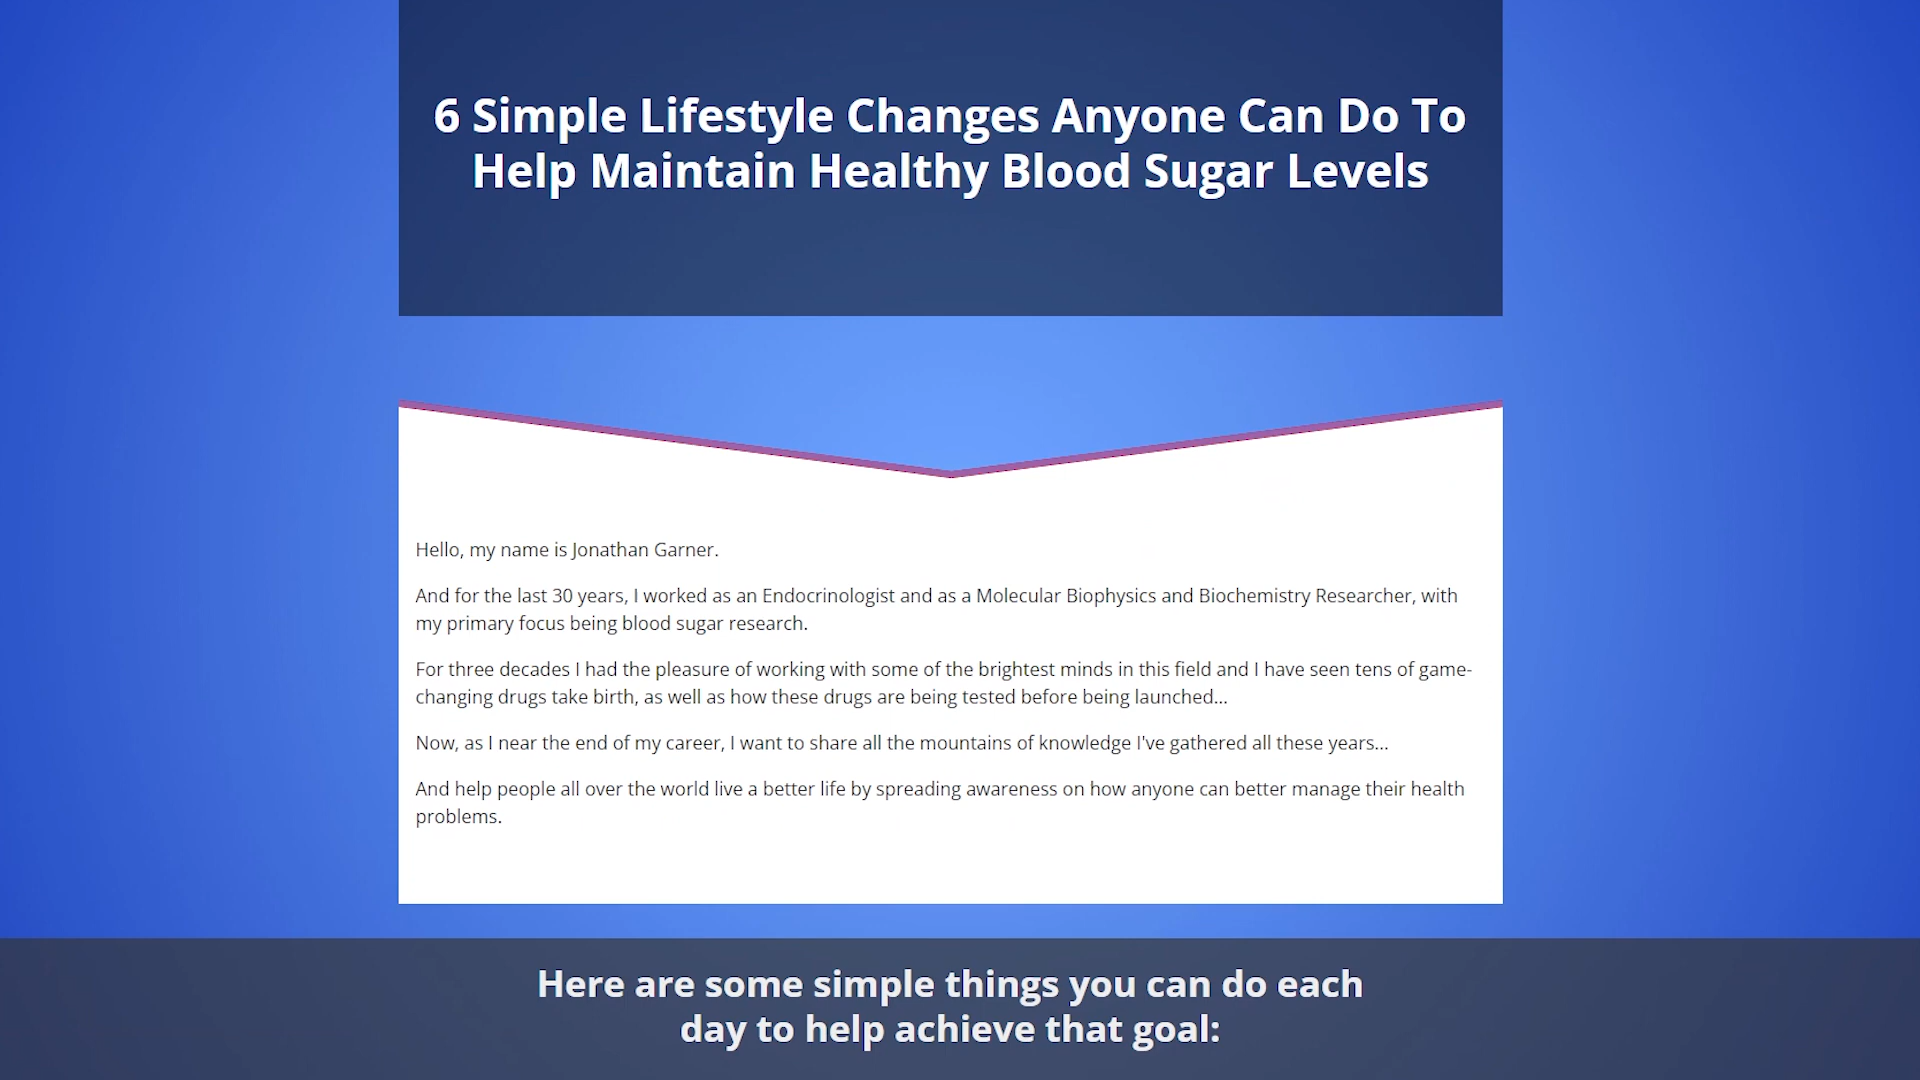 6 Simple Lifestyle Changes Anyone Can Do To
Help Maintain Healthy Blood Sugar Levels
Hello, my name is Jonathan Garner.
And for the last 30 years, I worked as an Endocrinologist and as a Molecular Biophysics and Biochemistry Researcher, with
my primary focus being blood sugar research.
For three decades I had the pleasure of working with some of the brightest minds in this field and I have seen tens of game-
changing drugs take birth, as well as how these drugs are being tested before being launched...
Now, as I near the end of my career, I want to share all the mountains of knowledge I've gathered all these years...
And help people all over the world live a better life by spreading awareness on how anyone can better manage their health
problems.
Here are some simple things you can do each
day to help achieve that goal: